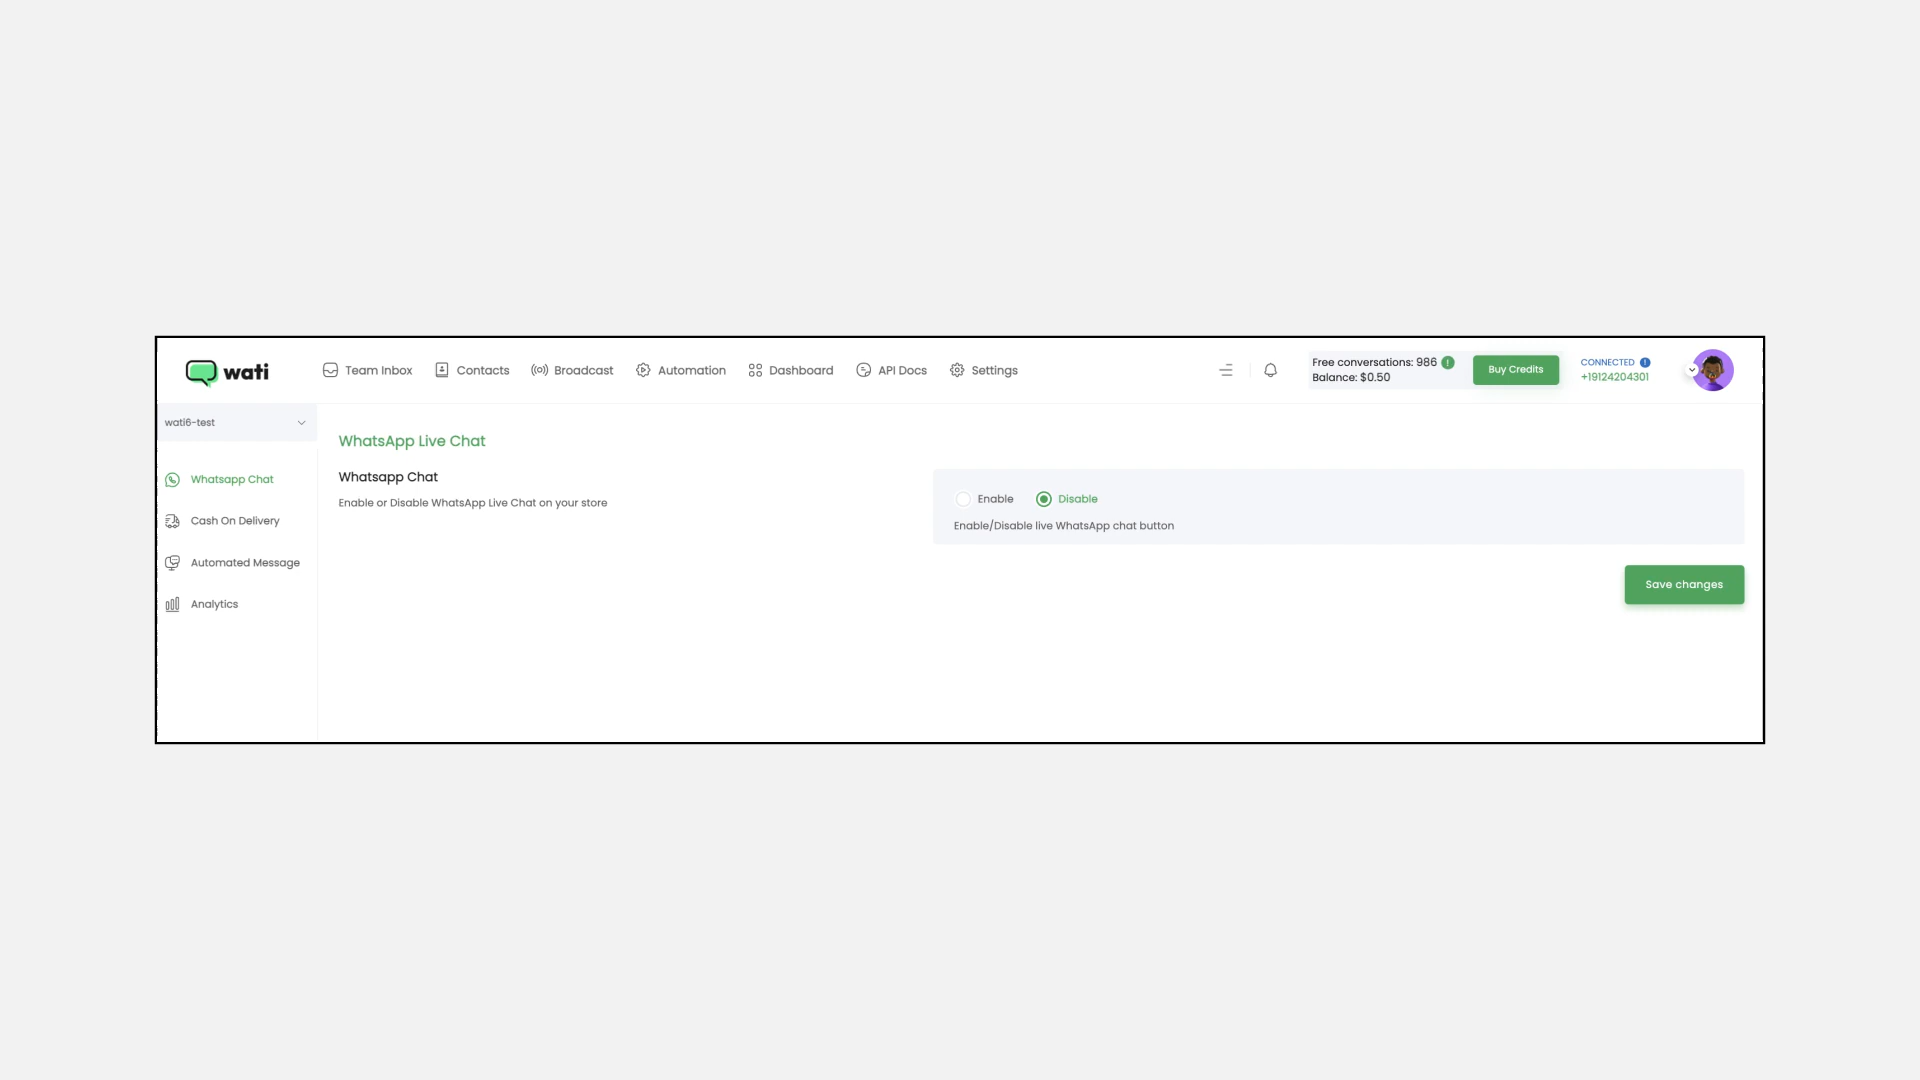 wati
Team Inbox
Contacts
Broadcast
Automation
Dashboard
API Docs
Settings
Free conversations: 986
Balance: $0.50
Buy Credits
CONNECTED
+19124204301
wati6-test
Whatsapp Chat
Cash On Delivery
Automated Message
Analytics
WhatsApp Live Chat
Whatsapp Chat
Enable or Disable WhatsApp Live Chat on your store
Enable
Disable
Enable/Disable live WhatsApp chat button
Save changes